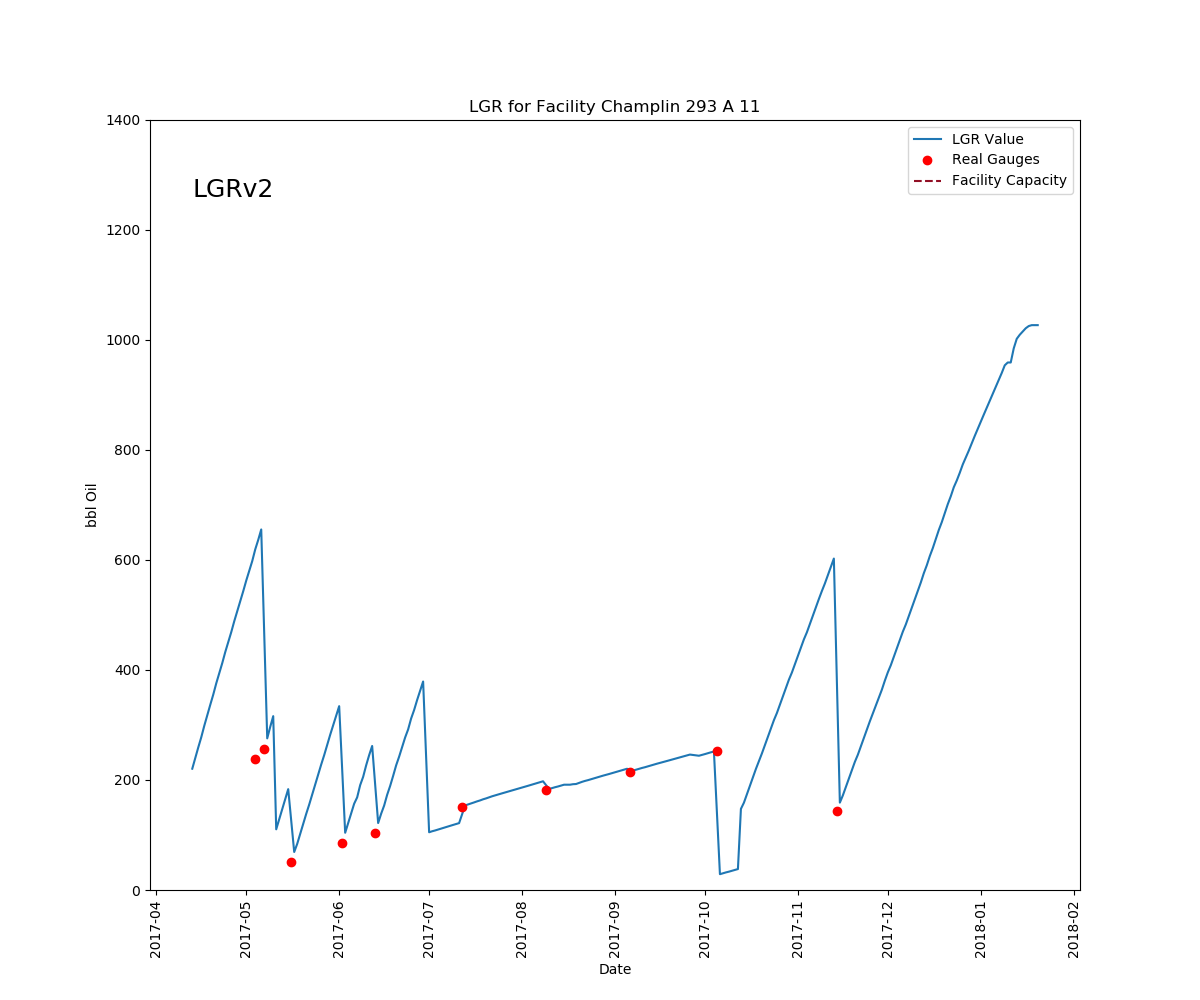 LGR for Facility Champlin 293 A 11
LGRv2
LGR Value
Real Gauges
Facility Capacity
1400
1200
1000
800
600
400
200
0
bbl Oil
2017-04
2017-05
2017-06
2017-07
2017-08
2017-09
2017-10
2017-11
2017-12
2018-01
2018-02
Date